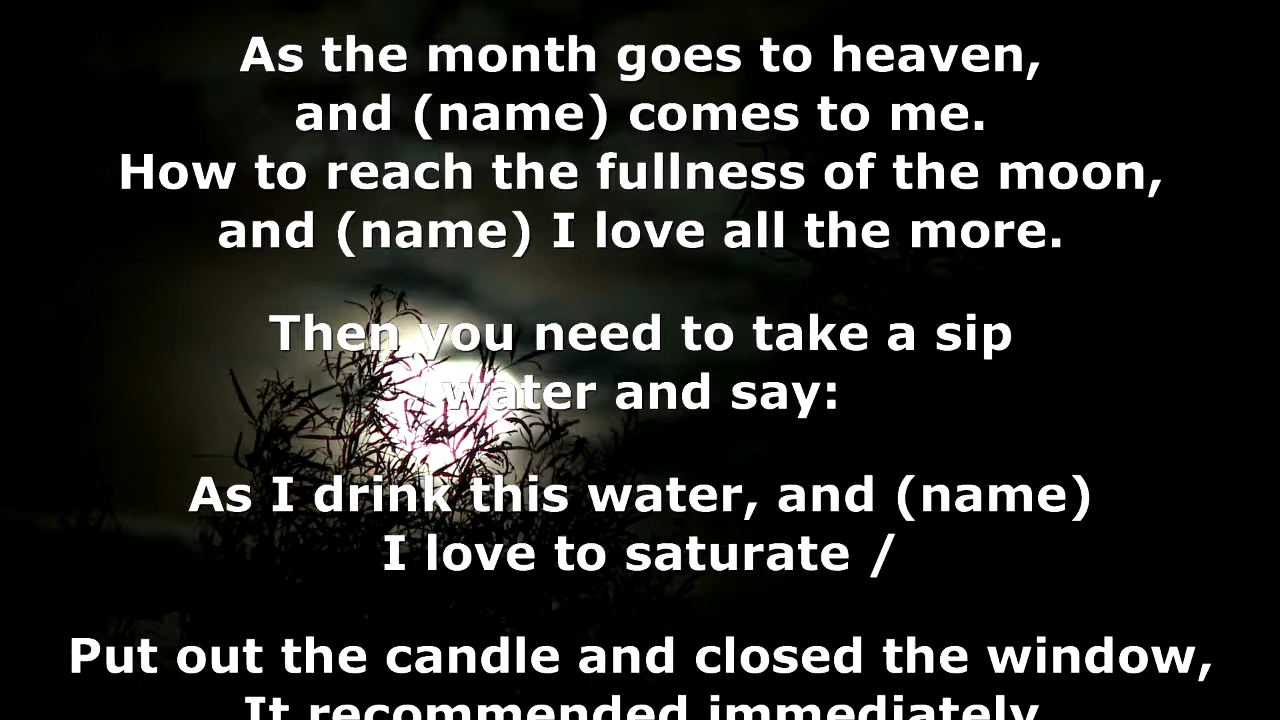 As the month goes to heaven,
and (name) comes to me.
How to reach the fullness of the moon,
and (name) I love all the more.
Then you need to take a sip
water and say:
As I drink this water, and (name)
I love to saturate /
Put out the candle and closed the window,
It recommended immediately